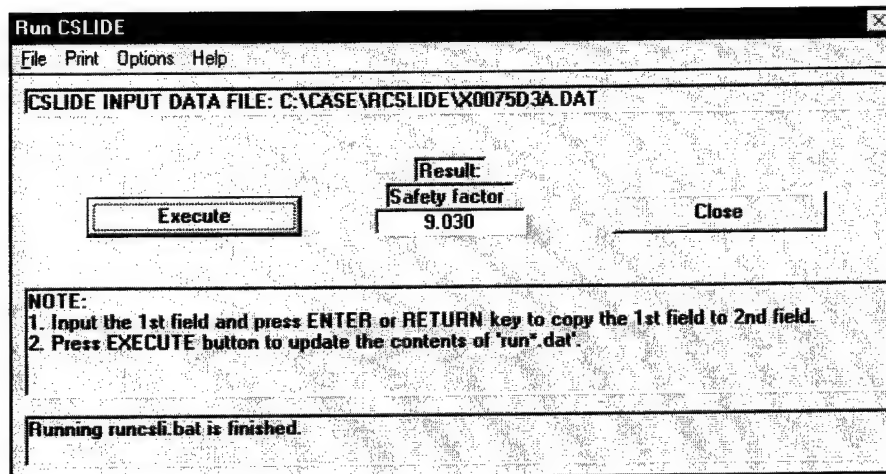 Run CSLIDE
File Print Options Help
CSLIDE INPUT DATA FILE: C:\CASE\RCSLIDE\X0075D3A.DAT
Result:
Safety factor
Execute
9.030
Close
NOTE:
1. Input the 1st field and press ENTER or RETURN key to copy the 1st field to 2nd field.
2. Press EXECUTE button to update the contents of 'run*.dat'.
Running runcsli.bat is finished.